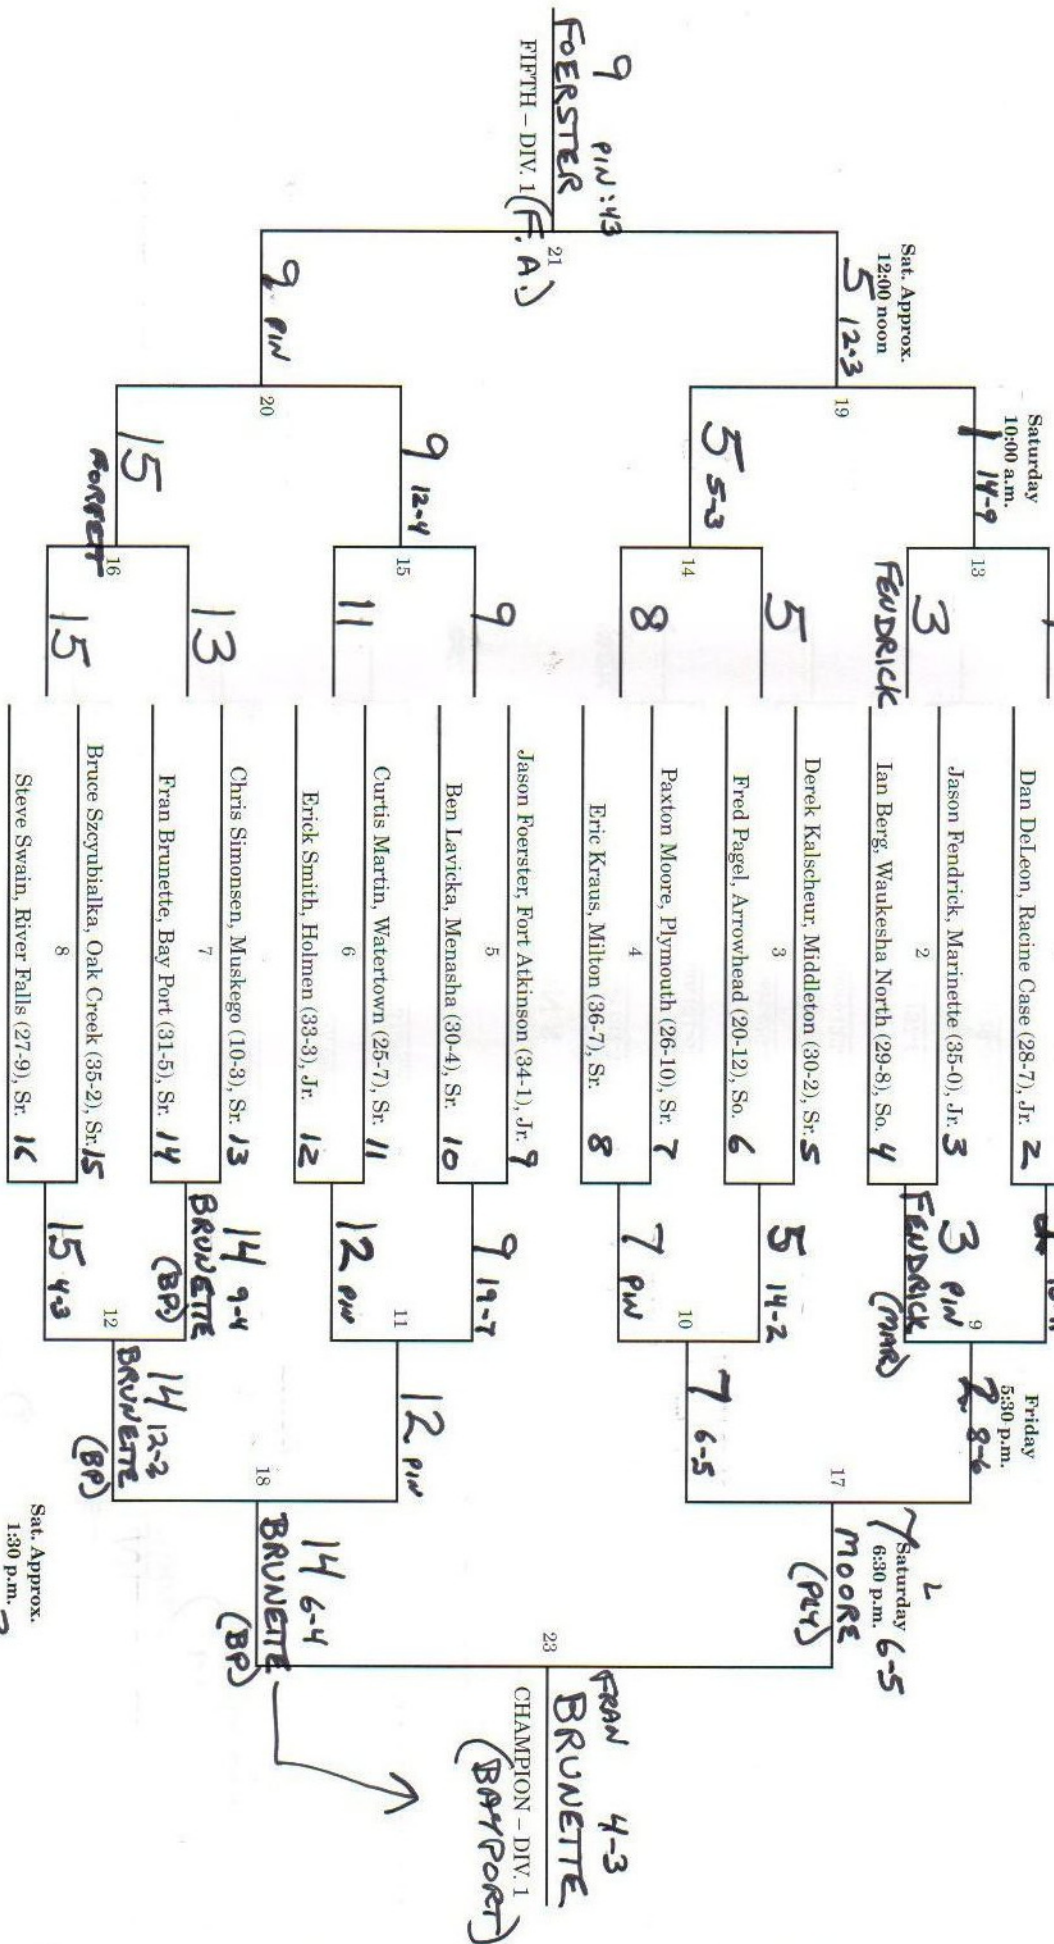 Dan DeLeon, Racine Case (28-7), Jr. 2
Jason Fendrick, Marinette (35-0), Jr. 3
2
Ian Berg, Waukesha North (29-8), So. 4
Derek Kalscheur, Middleton (30-2), Sr. 5
3
Fred Pagel, Arrowhead (20-12), So. 6
Paxton Moore, Plymouth (26-10), Sr. 7
4
Eric Kraus, Milton (36-7), Sr. 8
Jason Foerster, Fort Atkinson (34-1), Jr. 9
5
Ben Lavicka, Menasha (30-4), Sr. 10
Curtis Martin, Watertown (25-7), Sr. 11
6
Erick Smith, Holmen (33-3), Jr. 12
Chris Simonsen, Muskego (10-3), Sr. 13
7
Fran Brunette, Bay Port (31-5), Sr. 14
Bruce Szcyubialka, Oak Creek (35-2), Sr. 15
8
Steve Swain, River Falls (27-9), Sr. 16
3 PIN
FENDRICK
(MAR)
9
5 14-2
10
7 PIN
9 19-7
11
12 PIN
14 9-4
BRUNETTE
(BP)
12
15 4-3
Friday
5:30 p.m.
8-6
7 6-5
12 PIN
14 12-2
BRUNETTE
(BP)
Saturday
6:30 p.m. 6-5
7
MOORE
(PLY)
17
18
14 6-4
BRUNETTE
(BP)
23
FRAN 4-3
BRUNETTE
CHAMPION – DIV. 1
(BAYPORT)
Sat. Approx.
1:30 p.m.
3
FENDRICK
5
8
9
11
13
15
Saturday
10:00 a.m.
1 14-9
13
5 5-3
14
9 12-4
15
15
FORFEIT
16
Sat. Approx.
12:00 noon
5 12-3
19
9 PIN
20
21
9 PIN :43
FOERSTER
FIFTH – DIV. 1 (F.A.)